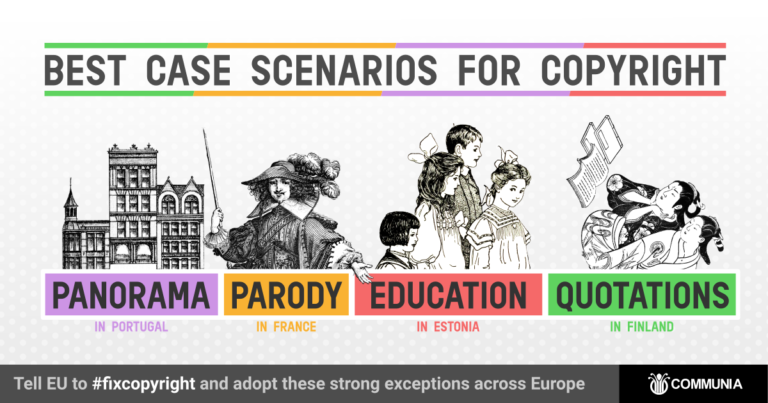 BEST CASE SCENARIOS FOR COPYRIGHT
PANORAMA PARODY EDUCATION QUOTATIONS
IN PORTUGAL IN FRANCE IN ESTONIA IN FINLAND
Tell EU to #fixcopyright and adopt these strong exceptions across Europe COMMUNIA